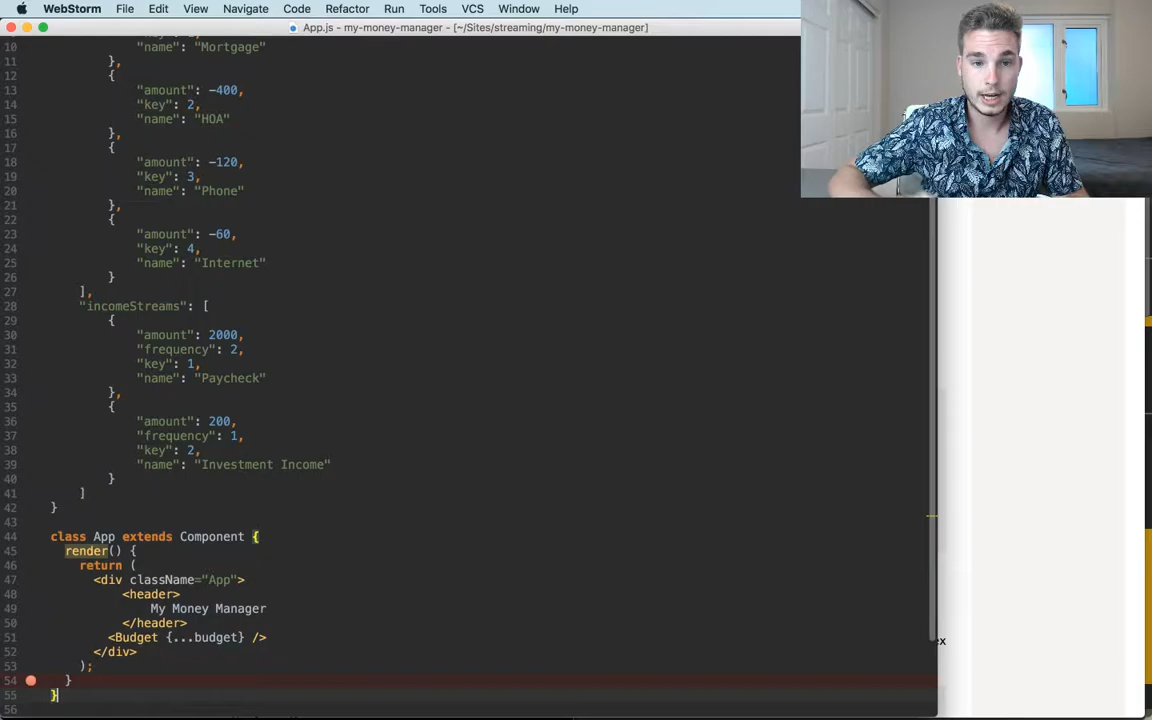 WebStorm File Edit View Navigate Code Refactor Run Tools VCS Window Help
App.js - my-money-manager - [~/Sites/streaming/my-money-manager]
10 "name": "Mortgage"
11 },
12 {
13 "amount": -400,
14 "key": 2,
15 "name": "HOA"
16 },
17 {
18 "amount": -120,
19 "key": 3,
20 "name": "Phone"
21 },
22 {
23 "amount": -60,
24 "key": 4,
25 "name": "Internet"
26 }
27 ],
28 "incomeStreams": [
29 {
30 "amount": 2000,
31 "frequency": 2,
32 "key": 1,
33 "name": "Paycheck"
34 },
35 {
36 "amount": 200,
37 "frequency": 1,
38 "key": 2,
39 "name": "Investment Income"
40 }
41 ]
42 }
43
44 class App extends Component {
45 render() {
46 return (
47 <div className="App">
48 <header>
49 My Money Manager
50 </header>
51 <Budget {...budget} />
52 </div>
53 );
54 }
55 }
56
ex